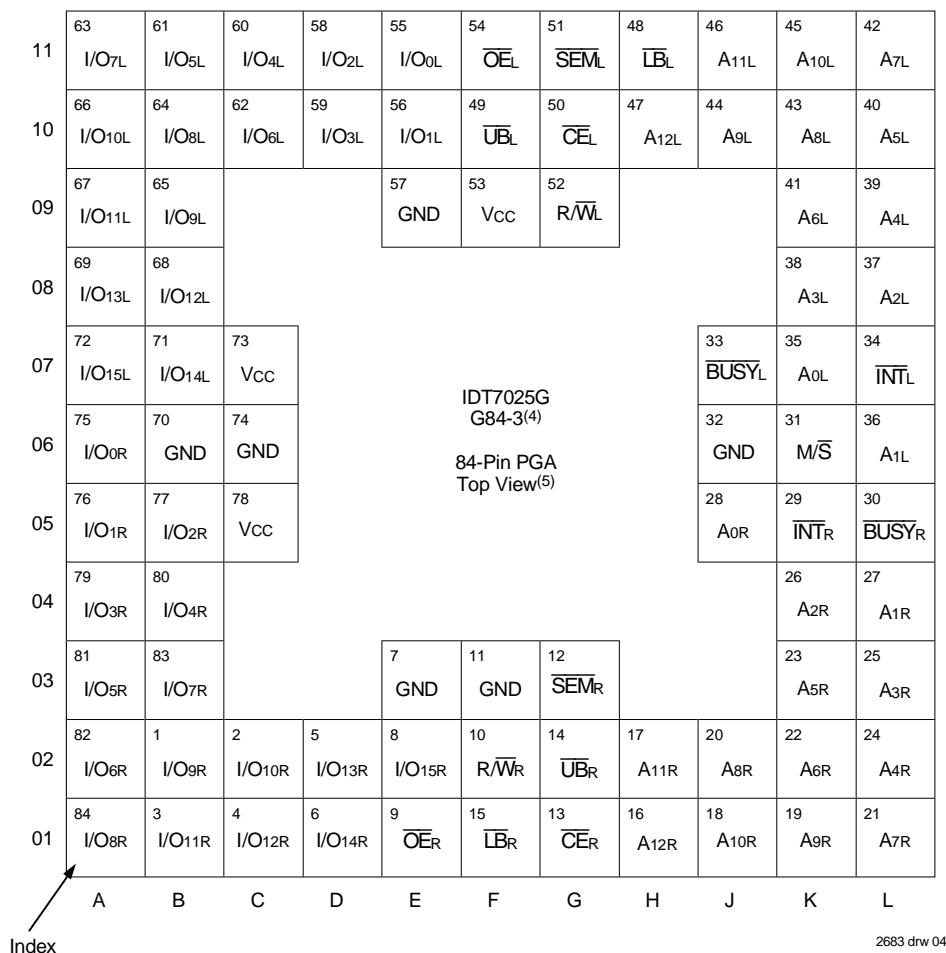 63 61 60 58 55 54 51 48 46 45 42
11 I/O7L I/O5L I/O4L I/O2L I/O0L OEL SEML LBL A11L A10L A7L
66 64 62 59 56 49 50 47 44 43 40
10 I/O10L I/O8L I/O6L I/O3L I/O1L UBL CEL A12L A9L A8L A5L
67 65 57 53 52 41 39
09 I/O11L I/O9L GND VCC R/WL A6L A4L
69 68 38 37
08 I/O13L I/O12L A3L A2L
72 71 73 33 35 34
07 I/O15L I/O14L VCC BUSYL A0L INTL
IDT7025G
G84-3(4)
75 70 74 32 31 36
06 I/O0R GND GND GND M/S A1L
84-Pin PGA
Top View(5)
76 77 78 28 29 30
05 I/O1R I/O2R VCC A0R INTR BUSYR
79 80 26 27
04 I/O3R I/O4R A2R A1R
81 83 7 11 12 23 25
03 I/O5R I/O7R GND GND SEMR A5R A3R
82 1 2 5 8 10 14 17 20 22 24
02 I/O6R I/O9R I/O10R I/O13R I/O15R R/WR UBR A11R A8R A6R A4R
84 3 4 6 9 15 13 16 18 19 21
01 I/O8R I/O11R I/O12R I/O14R OER LBR CER A12R A10R A9R A7R
A B C D E F G H J K L
Index
2683 drw 04